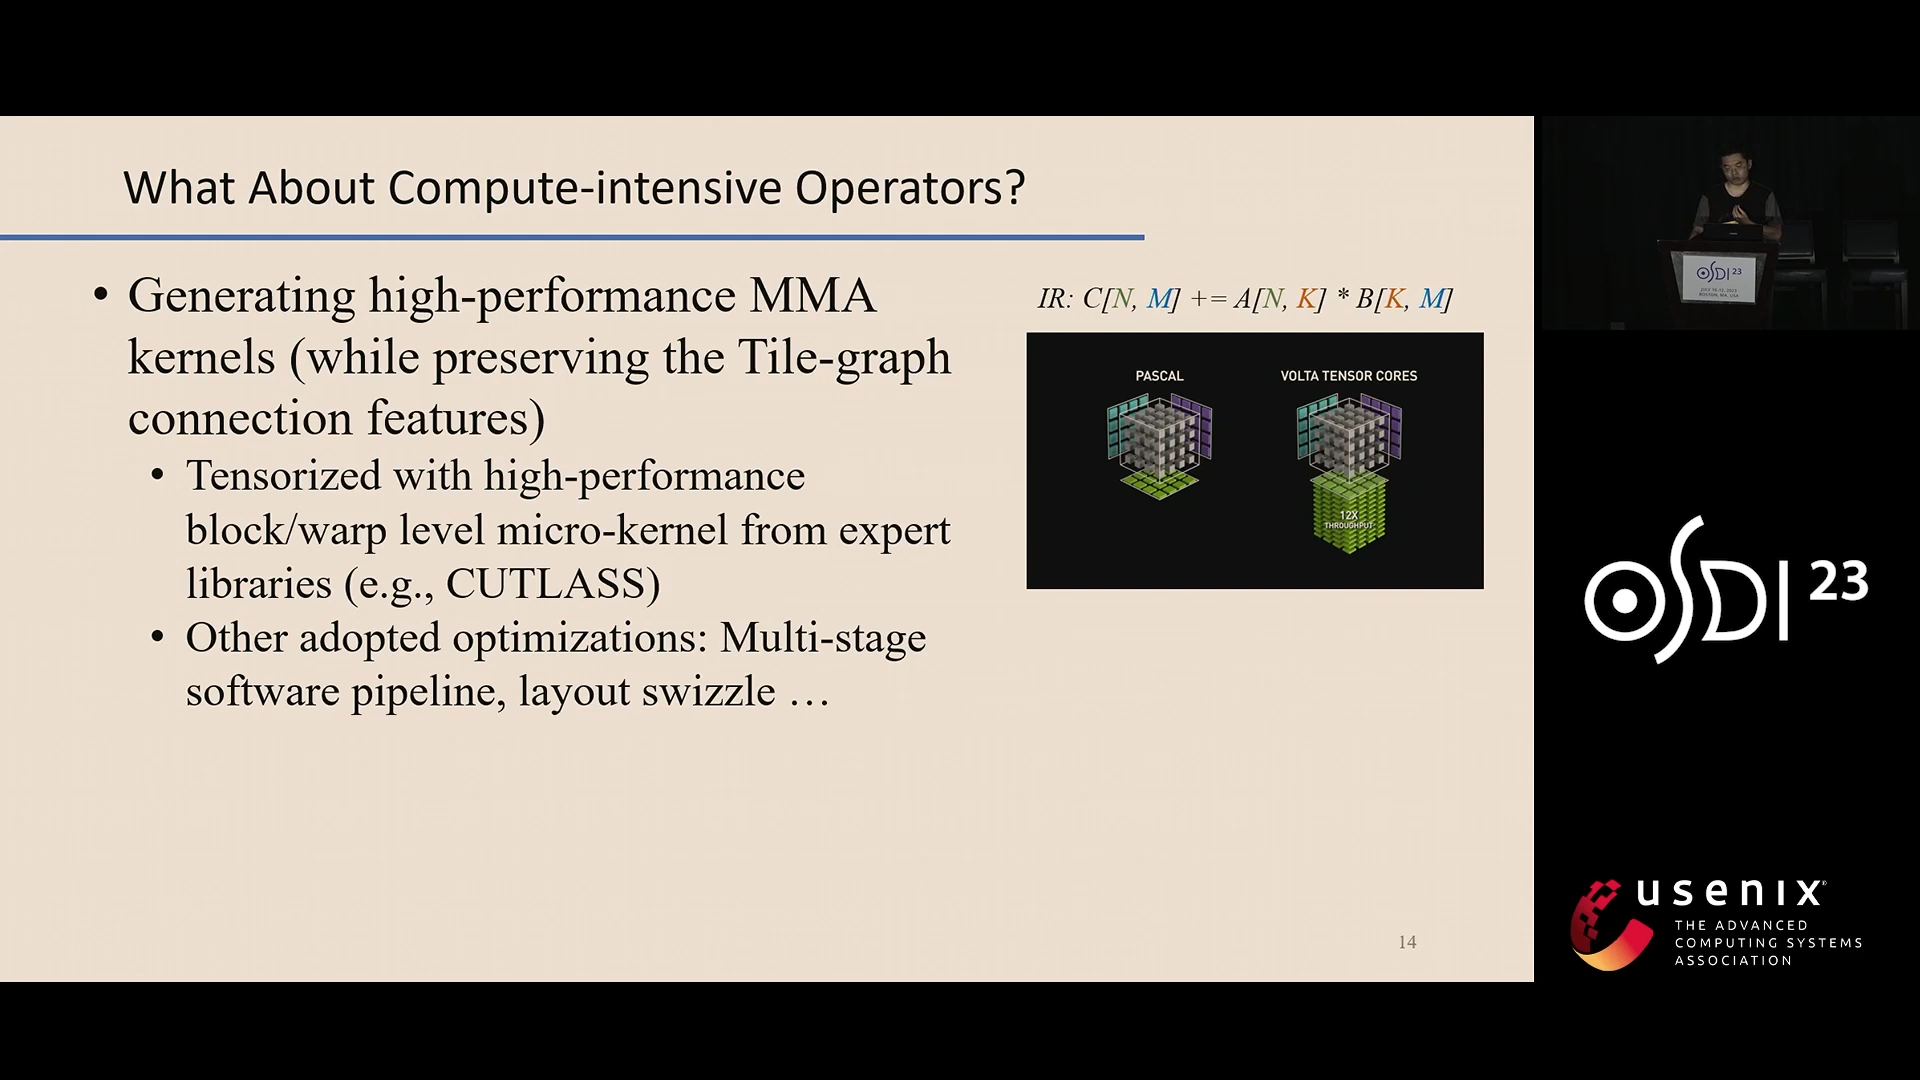 What About Compute-intensive Operators?
• Generating high-performance MMA
kernels (while preserving the Tile-graph
connection features)
• Tensorized with high-performance
block/warp level micro-kernel from expert
libraries (e.g., CUTLASS)
• Other adopted optimizations: Multi-stage
software pipeline, layout swizzle …
IR: C[N, M] += A[N, K] * B[K, M]
PASCAL
VOLTA TENSOR CORES
12X
THROUGHPUT
14
OSDI 23
OSDI 23
usenix
THE ADVANCED
COMPUTING SYSTEMS
ASSOCIATION